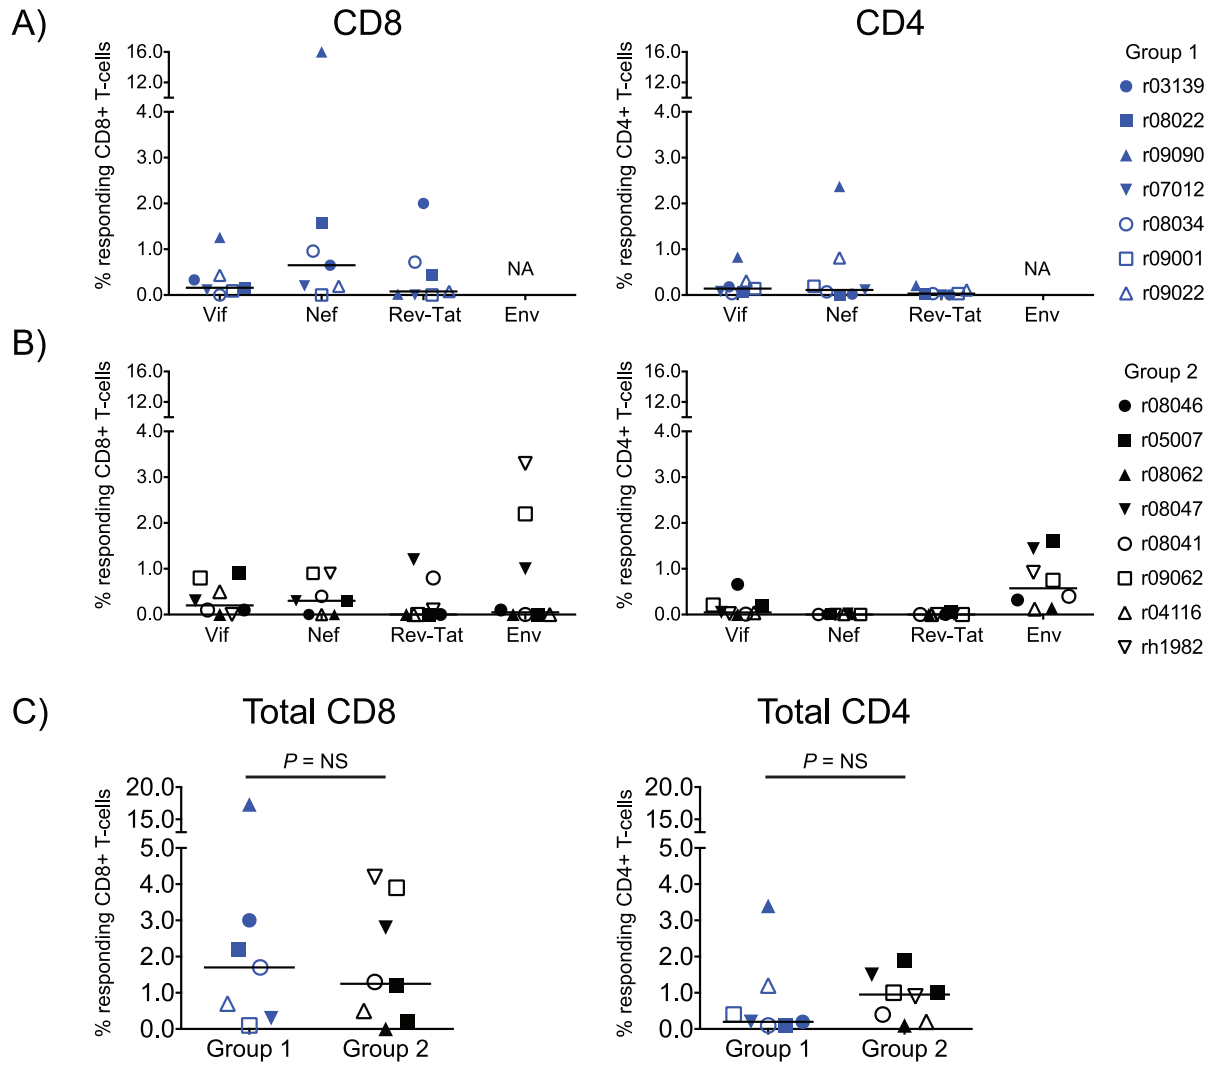 A)
CD8
CD4
% responding CD8+ T-cells
16.0
12.0
4.0
3.0
2.0
1.0
0.0
NA
Vif
Nef
Rev-Tat
Env
% responding CD4+ T-cells
16.0
12.0
4.0
3.0
2.0
1.0
0.0
NA
Vif
Nef
Rev-Tat
Env
Group 1
r03139
r08022
r09090
r07012
r08034
r09001
r09022
B)
% responding CD8+ T-cells
16.0
12.0
4.0
3.0
2.0
1.0
0.0
Vif
Nef
Rev-Tat
Env
% responding CD4+ T-cells
16.0
12.0
4.0
3.0
2.0
1.0
0.0
Vif
Nef
Rev-Tat
Env
Group 2
r08046
r05007
r08062
r08047
r08041
r09062
r04116
rh1982
C)
Total CD8
P = NS
% responding CD8+ T-cells
20.0
15.0
5.0
4.0
3.0
2.0
1.0
0.0
Group 1
Group 2
Total CD4
P = NS
% responding CD4+ T-cells
20.0
15.0
5.0
4.0
3.0
2.0
1.0
0.0
Group 1
Group 2